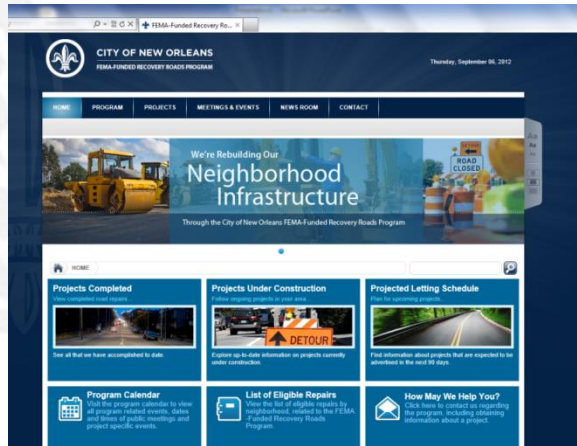 FEMA-Funded Recovery Ro...
CITY OF NEW ORLEANS
FEMA-FUNDED RECOVERY ROADS PROGRAM
Thursday, September 06, 2012
HOME PROGRAM PROJECTS MEETINGS & EVENTS NEWS ROOM CONTACT
We're Rebuilding Our
Neighborhood
Infrastructure
Through the City of New Orleans FEMA-Funded Recovery Roads Program
ROAD
CLOSED
Aa
Aa
HOME
Projects Completed
View completed road repairs.
See all that we have accomplished to date.
Projects Under Construction
Follow ongoing projects in your area.
DETOUR
Explore up-to-date information on projects currently
under construction.
Projected Letting Schedule
Plan for upcoming projects.
Find information about projects that are expected to be
advertised in the next 90 days.
Program Calendar
Visit the program calendar to view
all program related events, dates
and times of public meetings and
project specific events.
List of Eligible Repairs
View the list of eligible repairs by
neighborhood, related to the FEMA
-Funded Recovery Roads
Program.
How May We Help You?
Click here to contact us regarding
the program, including obtaining
information about a project.